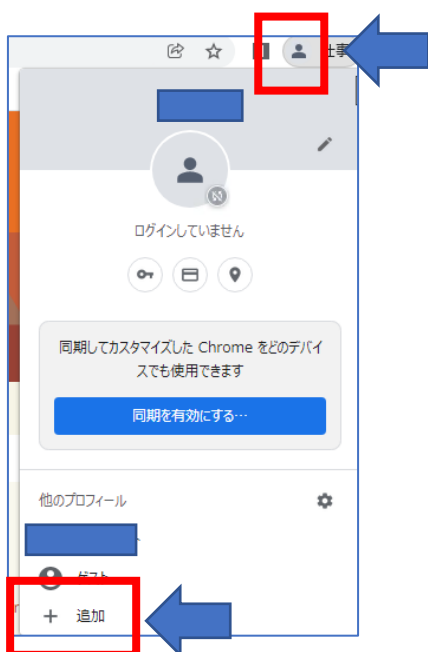 仕事
ログインしていません
同期してカスタマイズした Chrome をどのデバイ
スでも使用できます
同期を有効にする…
他のプロフィール
ゲスト
追加